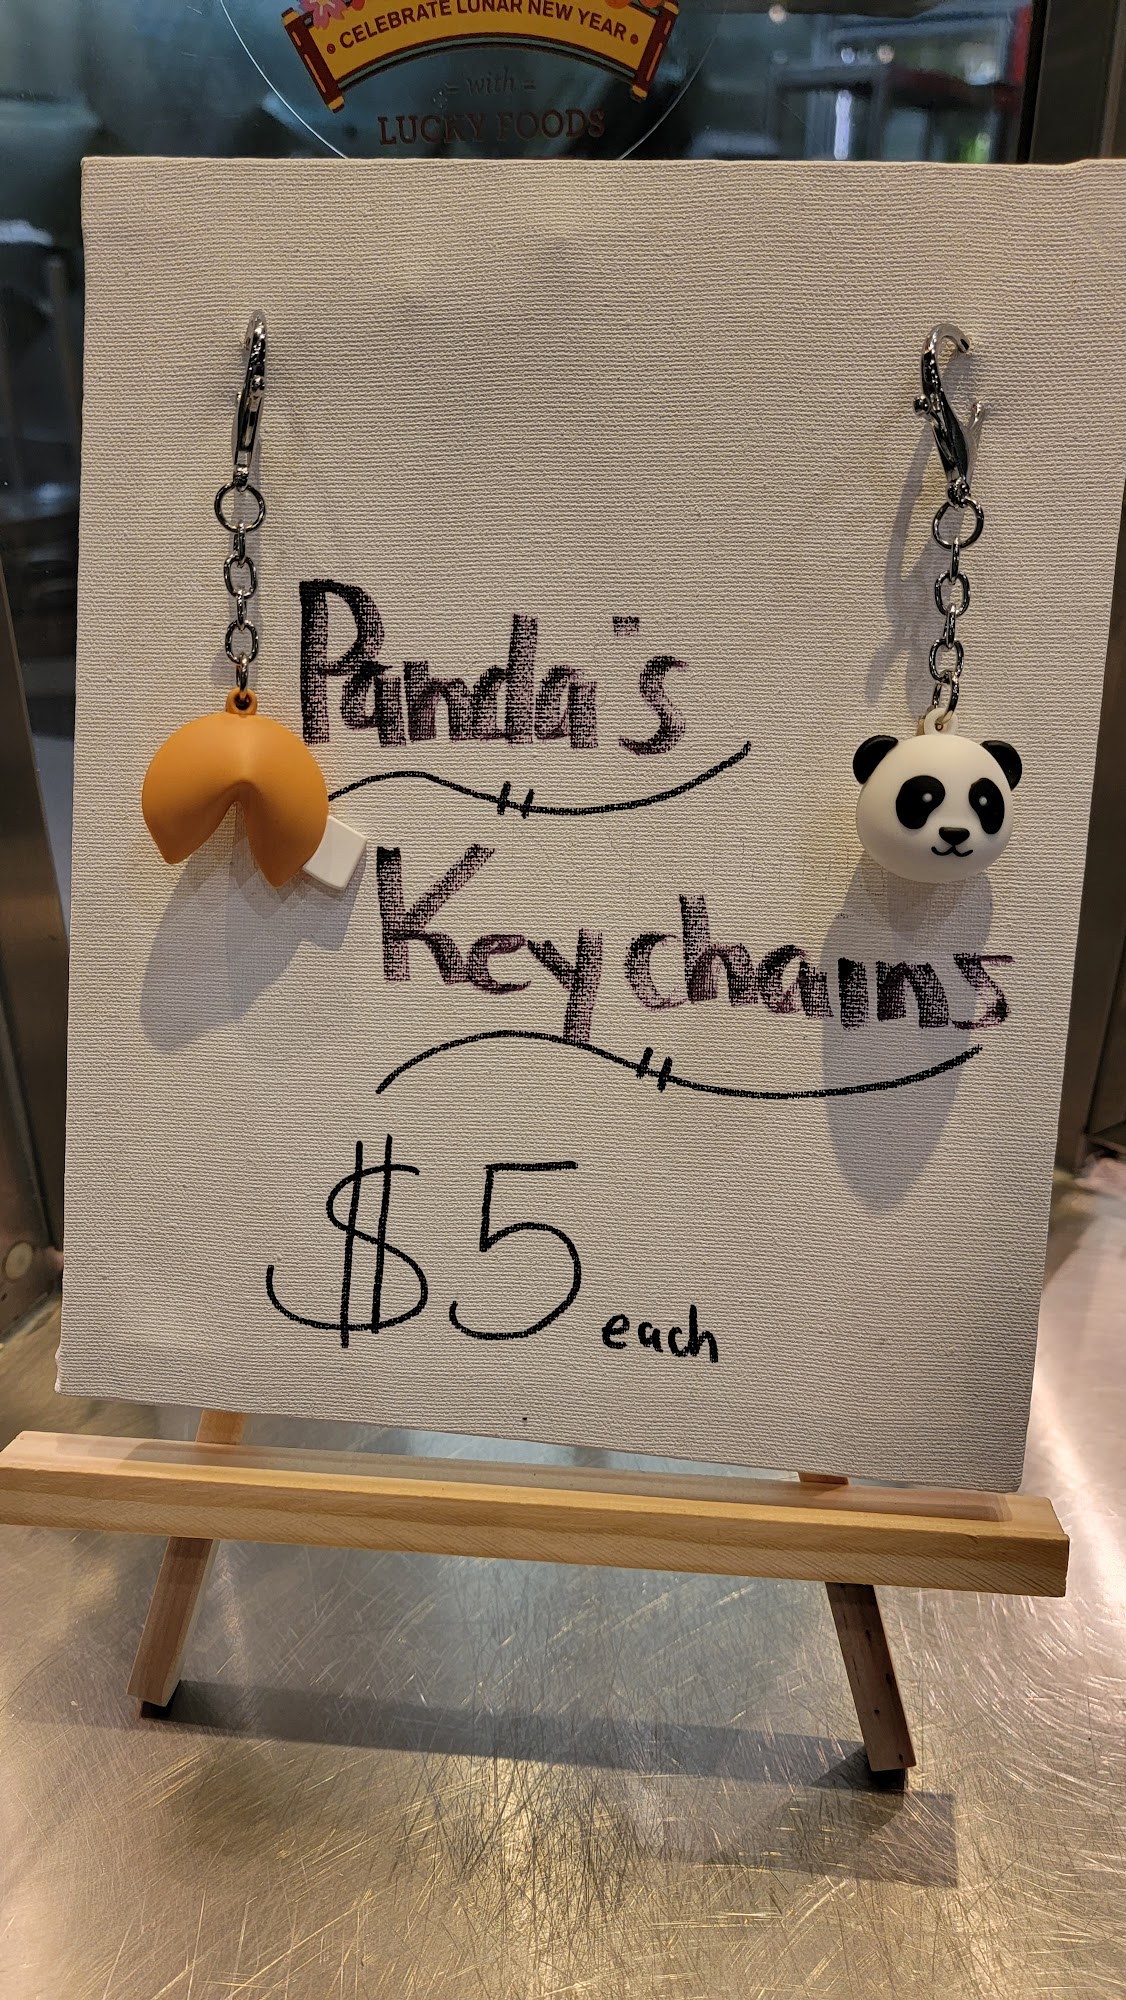 CELEBRATE LUNAR NEW YEAR
with
LUCKY FOODS
Panda's
Keychains
$5 each